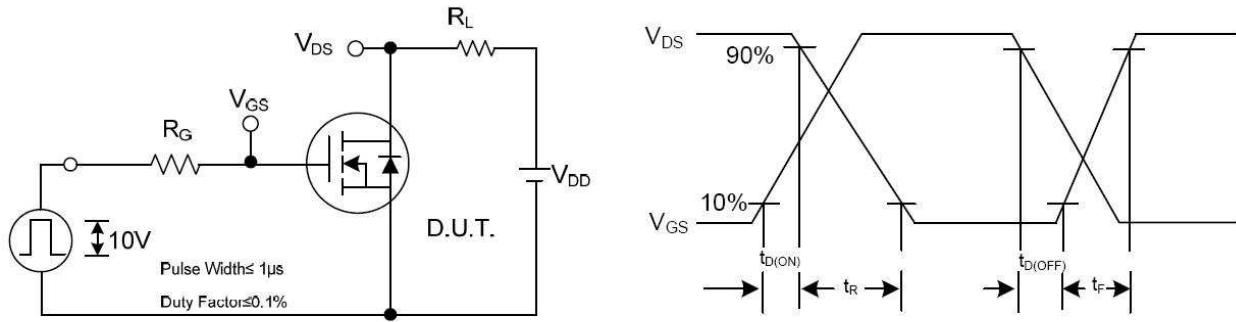 V_DS
R_L
V_GS
R_G
V_DD
10V
D.U.T.
Pulse Width≤ 1μs
Duty Factor≤0.1%
V_DS
90%
10%
V_GS
t_D(ON)
t_R
t_D(OFF)
t_F